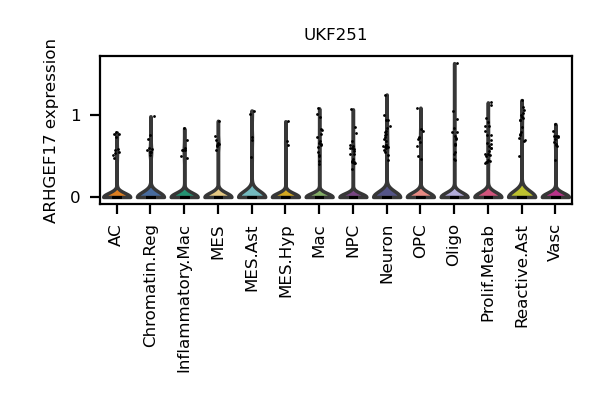 UKF251
ARHGEF17 expression
1
0
AC
Chromatin.Reg
Inflammatory.Mac
MES
MES.Ast
MES.Hyp
Mac
NPC
Neuron
OPC
Oligo
Prolif.Metab
Reactive.Ast
Vasc